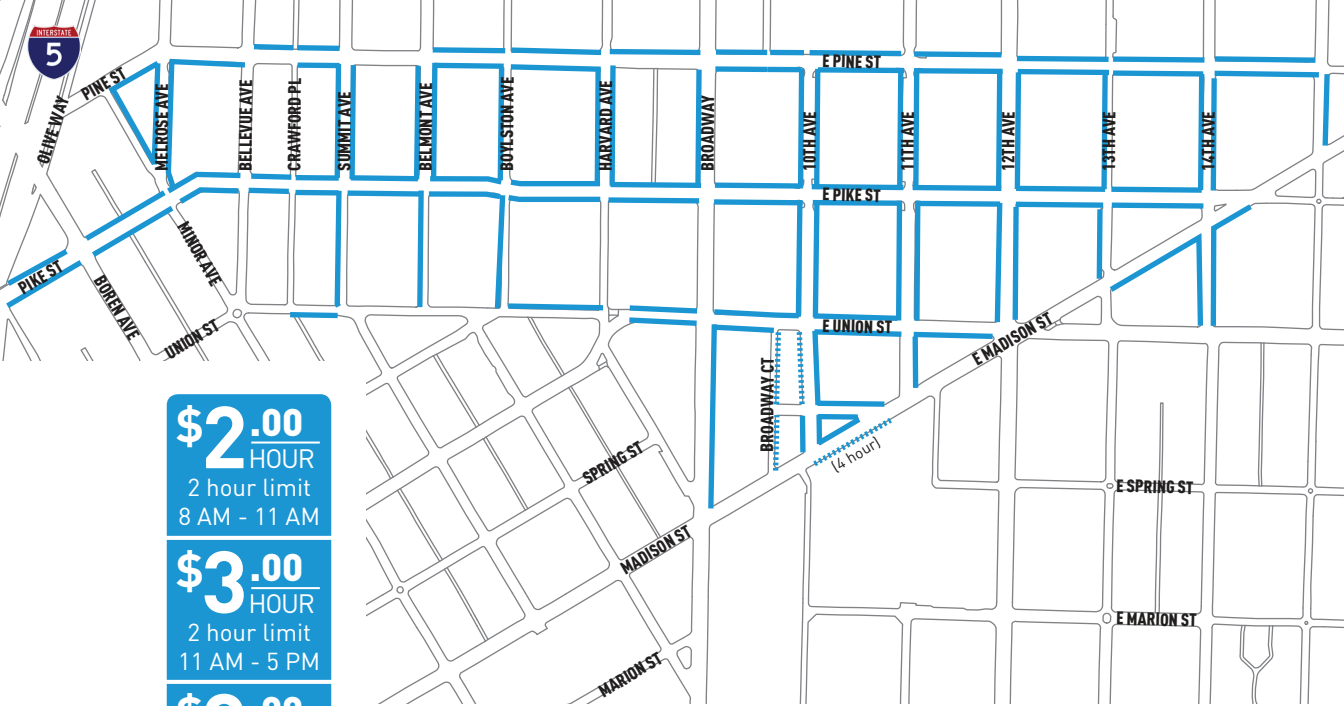 INTERSTATE
5
PINE ST
OLIVE WAY
MELROSE AVE
BELLEVUE AVE
CRAWFORD PL
SUMMIT AVE
BELMONT AVE
BOYLSTON AVE
HARVARD AVE
BROADWAY
E PINE ST
10TH AVE
11TH AVE
12TH AVE
13TH AVE
14TH AVE
E PIKE ST
PIKE ST
BOREN AVE
MINOR AVE
UNION ST
E UNION ST
E MADISON ST
BROADWAY CT
(4 hour)
SPRING ST
E SPRING ST
MADISON ST
E MARION ST
MARION ST
$2.00
HOUR
2 hour limit
8 AM - 11 AM
$3.00
HOUR
2 hour limit
11 AM - 5 PM